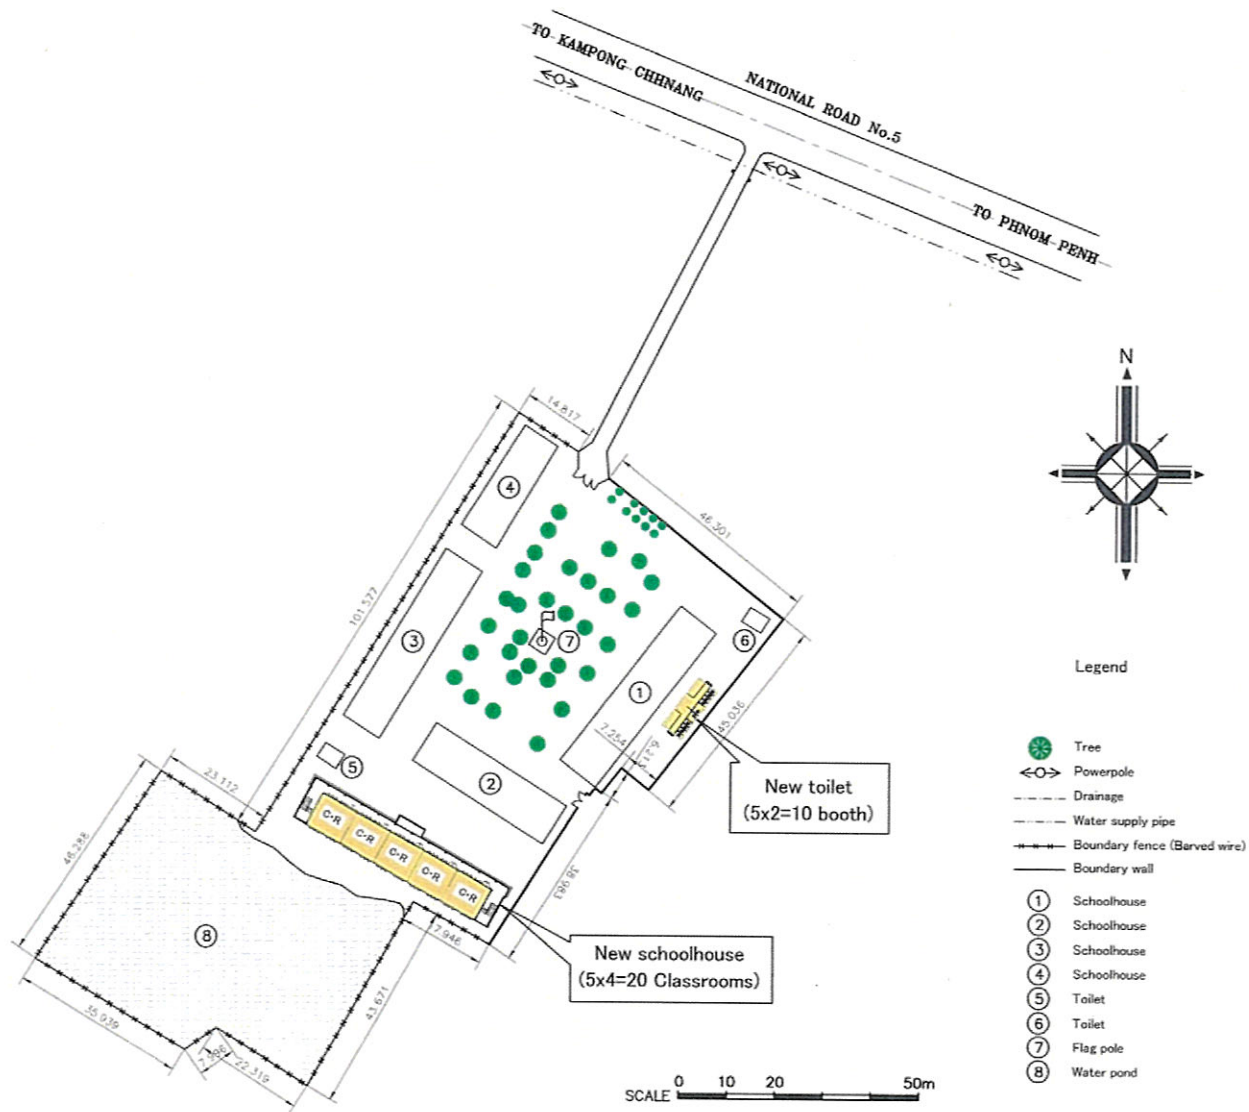 TO KAMPONG CHHNANG
NATIONAL ROAD No.5
TO PHNOM PENH
N
14.817
46.301
101.577
4
3
7
6
1
45.036
7.254
5
2
23.112
New toilet
(5x2=10 booth)
C·R
C·R
C·R
C·R
C·R
46.288
38.983
8
17.946
New schoolhouse
(5x4=20 Classrooms)
43.671
35.939
7.986
22.319
Legend
Tree
Powerpole
Drainage
Water supply pipe
Boundary fence (Barved wire)
Boundary wall
1 Schoolhouse
2 Schoolhouse
3 Schoolhouse
4 Schoolhouse
5 Toilet
6 Toilet
7 Flag pole
8 Water pond
SCALE 0 10 20 50m